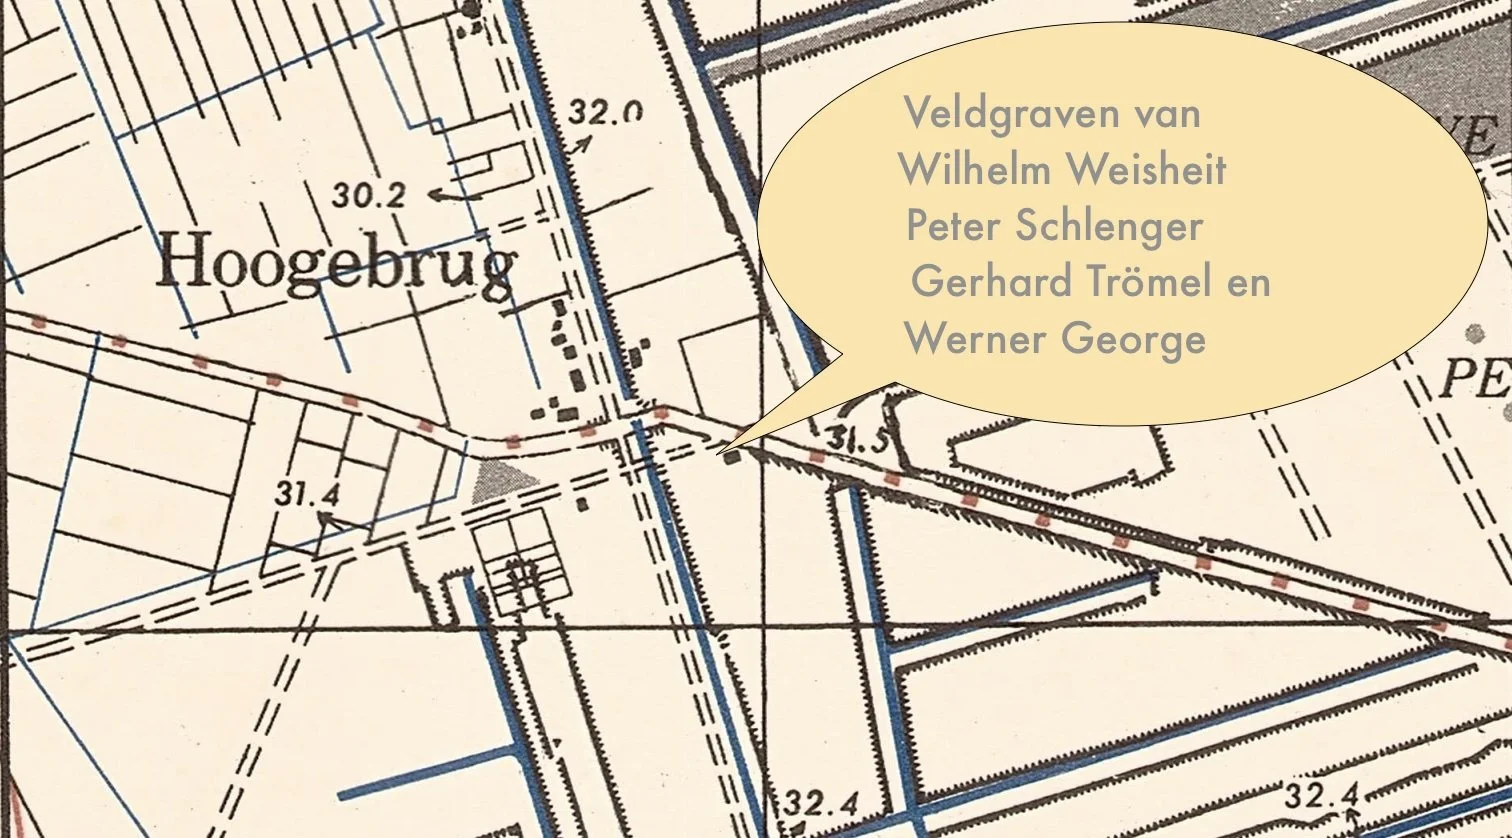 32.0
30.2
Hoogebrug
31.4
31.5
32.4
32.4
Veldgraven van
Wilhelm Weisheit
Peter Schlenger
Gerhard Trömel en
Werner George
PE